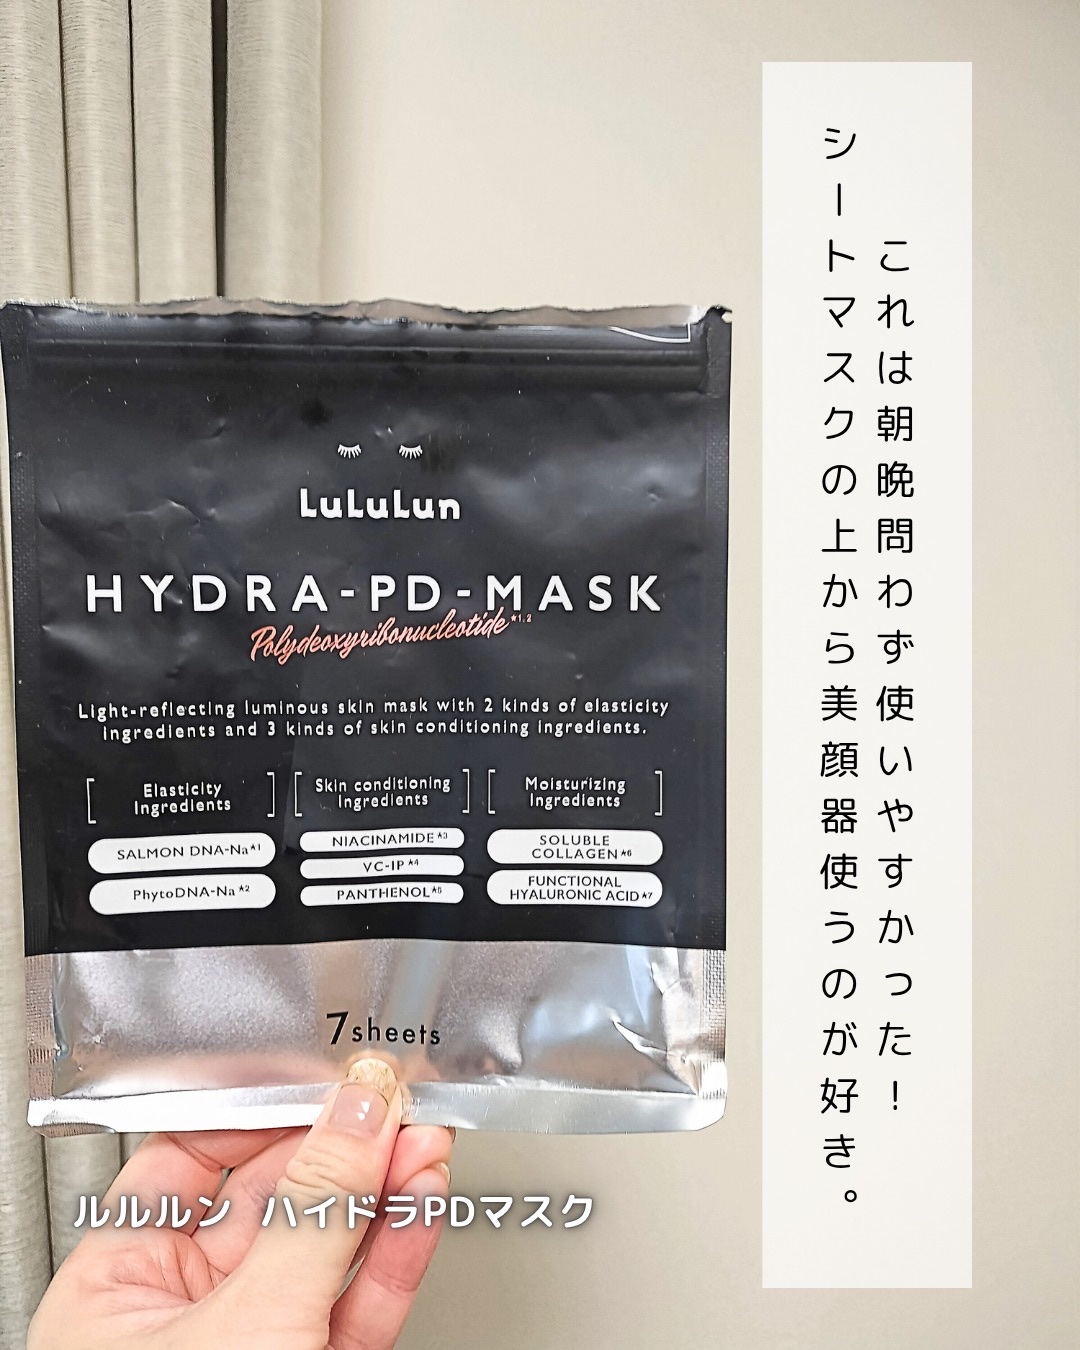 これは朝晩問わず使いやすかった！
シートマスクの上から美顔器使うのが好き。
LuLuLun
HYDRA-PD-MASK
Polydeoxyribonucleotide*1,2
Light-reflecting luminous skin mask with 2 kinds of elasticity
ingredients and 3 kinds of skin conditioning ingredients.
Elasticity
Ingredients
SALMON DNA-Na*1
PhytoDNA-Na*2
Skin conditioning
Ingredients
NIACINAMIDE*3
VC-IP*4
PANTHENOL*5
Moisturizing
Ingredients
SOLUBLE
COLLAGEN*6
FUNCTIONAL
HYALURONIC ACID*7
7sheets
ルルルン ハイドラPDマスク